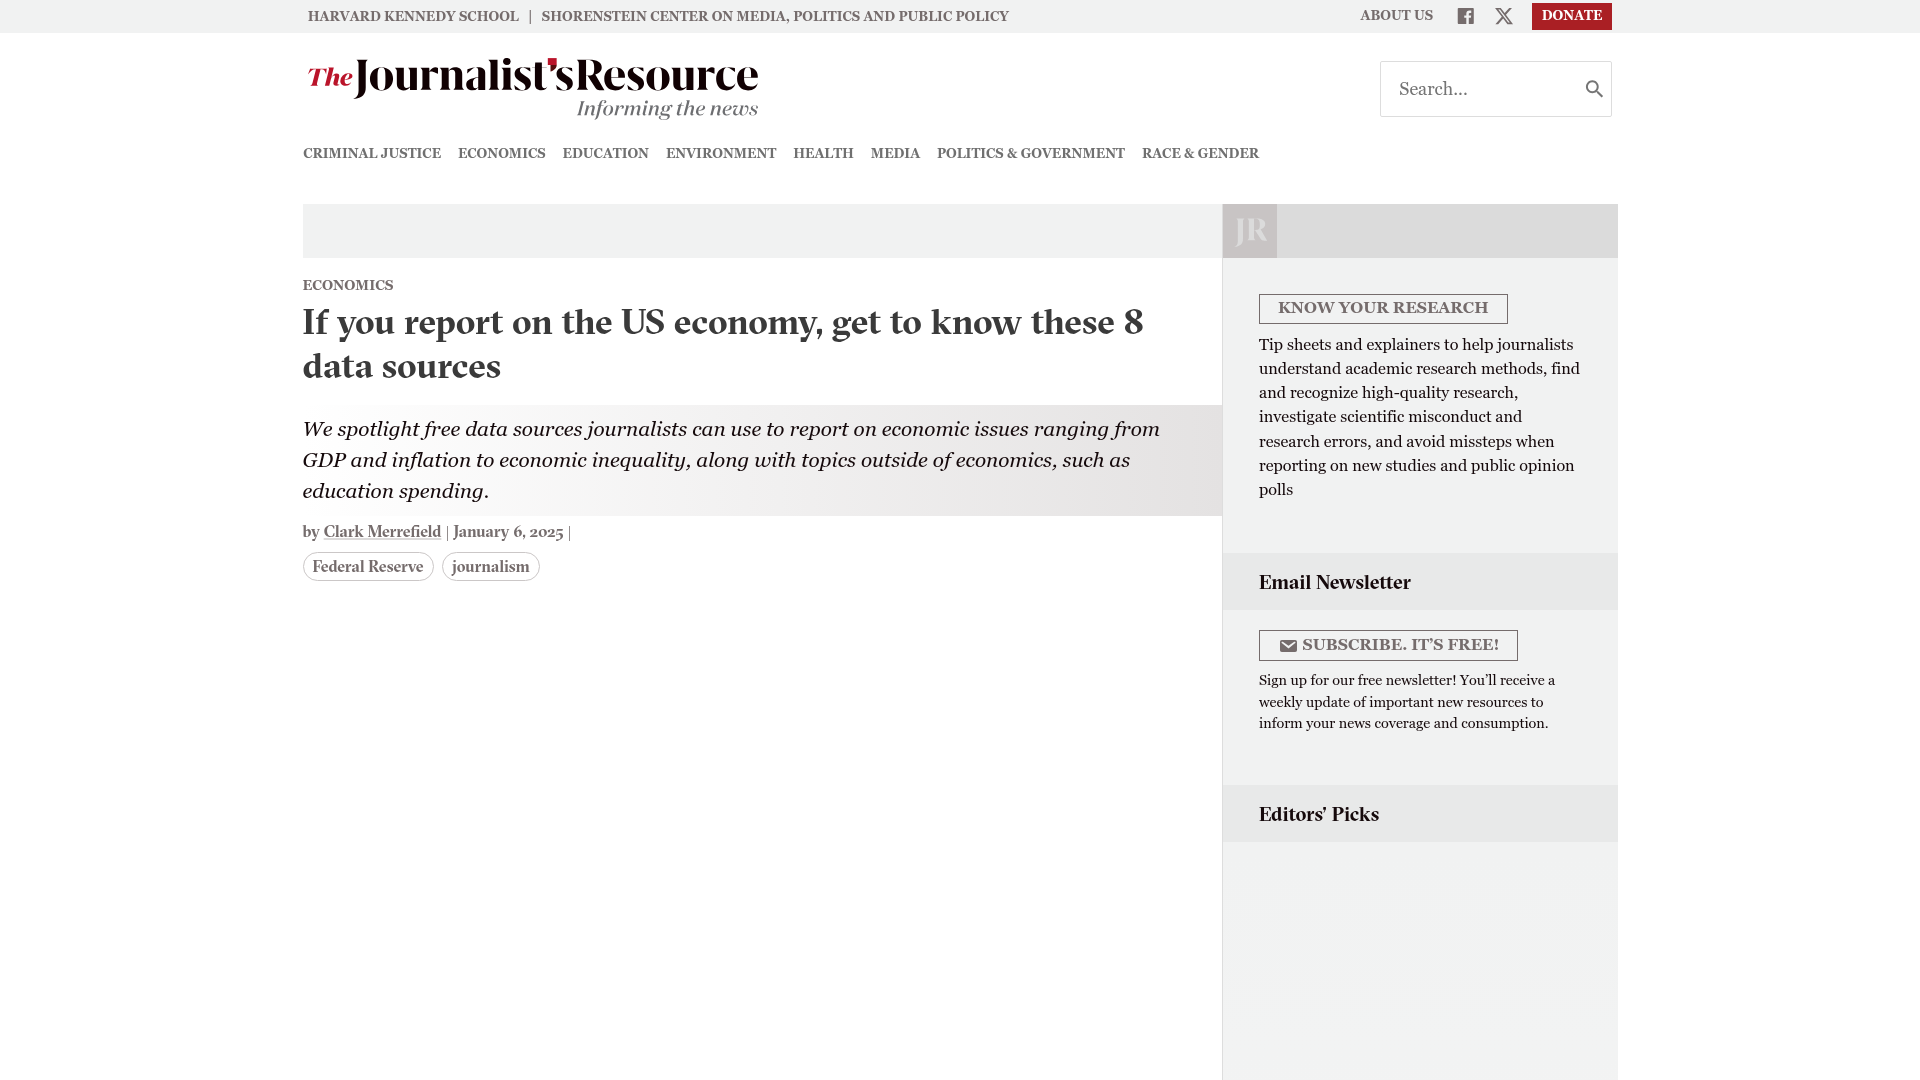 HARVARD KENNEDY SCHOOL | SHORENSTEIN CENTER ON MEDIA, POLITICS AND PUBLIC POLICY
ABOUT US
DONATE
The Journalist's Resource
Informing the news
Search...
CRIMINAL JUSTICE ECONOMICS EDUCATION ENVIRONMENT HEALTH MEDIA POLITICS & GOVERNMENT RACE & GENDER
JR
ECONOMICS
If you report on the US economy, get to know these 8
data sources
We spotlight free data sources journalists can use to report on economic issues ranging from
GDP and inflation to economic inequality, along with topics outside of economics, such as
education spending.
by Clark Merrefield | January 6, 2025 |
Federal Reserve journalism
KNOW YOUR RESEARCH
Tip sheets and explainers to help journalists
understand academic research methods, find
and recognize high-quality research,
investigate scientific misconduct and
research errors, and avoid missteps when
reporting on new studies and public opinion
polls
Email Newsletter
SUBSCRIBE. IT’S FREE!
Sign up for our free newsletter! You’ll receive a
weekly update of important new resources to
inform your news coverage and consumption.
Editors’ Picks